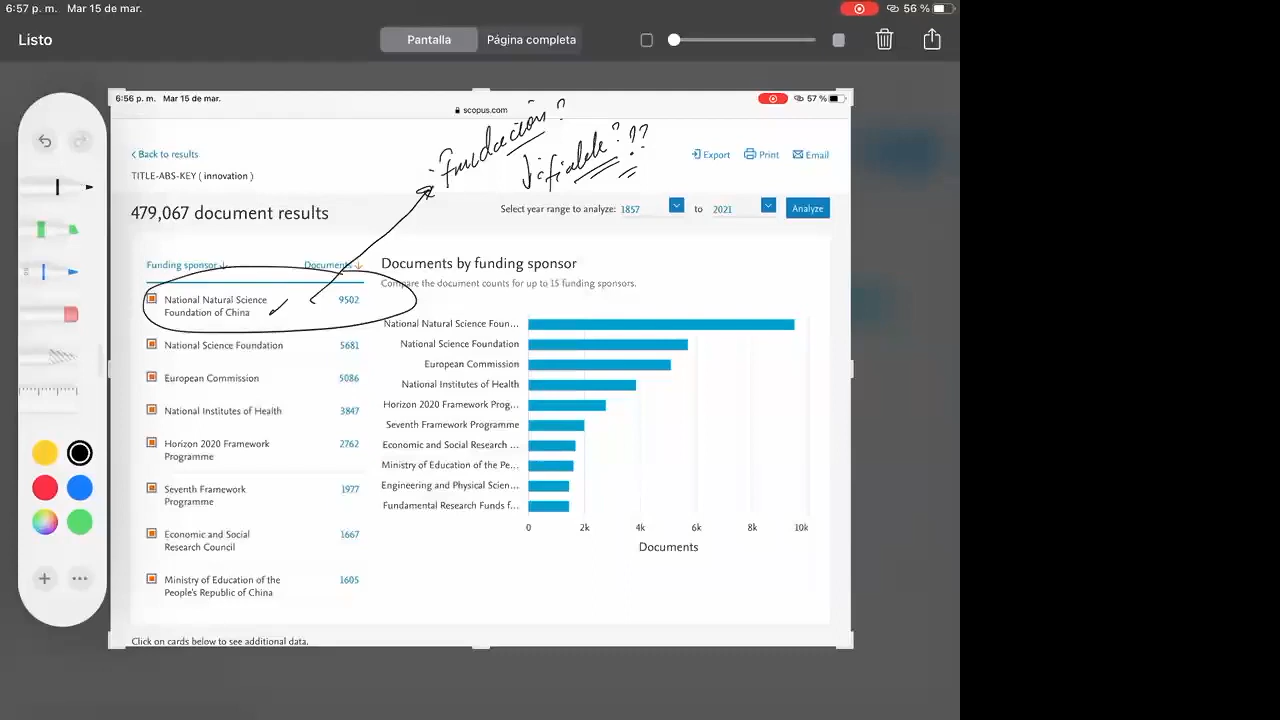 6:57 p. m. Mar 15 de mar.
56 %
Listo
Pantalla
Página completa
6:56 p. m. Mar 15 de mar.
57 %
scopus.com
Fundación?
fiable???
Back to results
Export
Print
Email
TITLE-ABS-KEY ( innovation )
479,067 document results
Select year range to analyze: 1857 to 2021
Analyze
Funding sponsor
Documents
National Natural Science
Foundation of China
9502
National Science Foundation
5681
European Commission
5086
National Institutes of Health
3847
Horizon 2020 Framework
Programme
2762
Seventh Framework
Programme
1977
Economic and Social
Research Council
1667
Ministry of Education of the
People's Republic of China
1605
Documents by funding sponsor
Compare the document counts for up to 15 funding sponsors.
National Natural Science Foun...
National Science Foundation
European Commission
National Institutes of Health
Horizon 2020 Framework Prog...
Seventh Framework Programme
Economic and Social Research ...
Ministry of Education of the Pe...
Engineering and Physical Scien...
Fundamental Research Funds f...
0 2k 4k 6k 8k 10k
Documents
Click on cards below to see additional data.